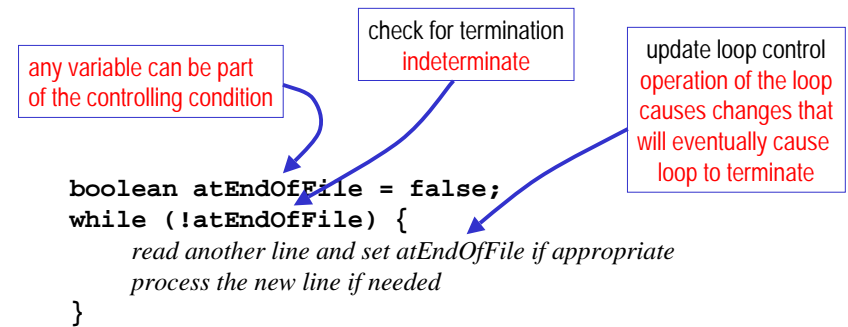 check for termination
indeterminate
any variable can be part
of the controlling condition
update loop control
operation of the loop
causes changes that
will eventually cause
loop to terminate
boolean atEndOfFile = false;
while (!atEndOfFile) {
read another line and set atEndOfFile if appropriate
process the new line if needed
}